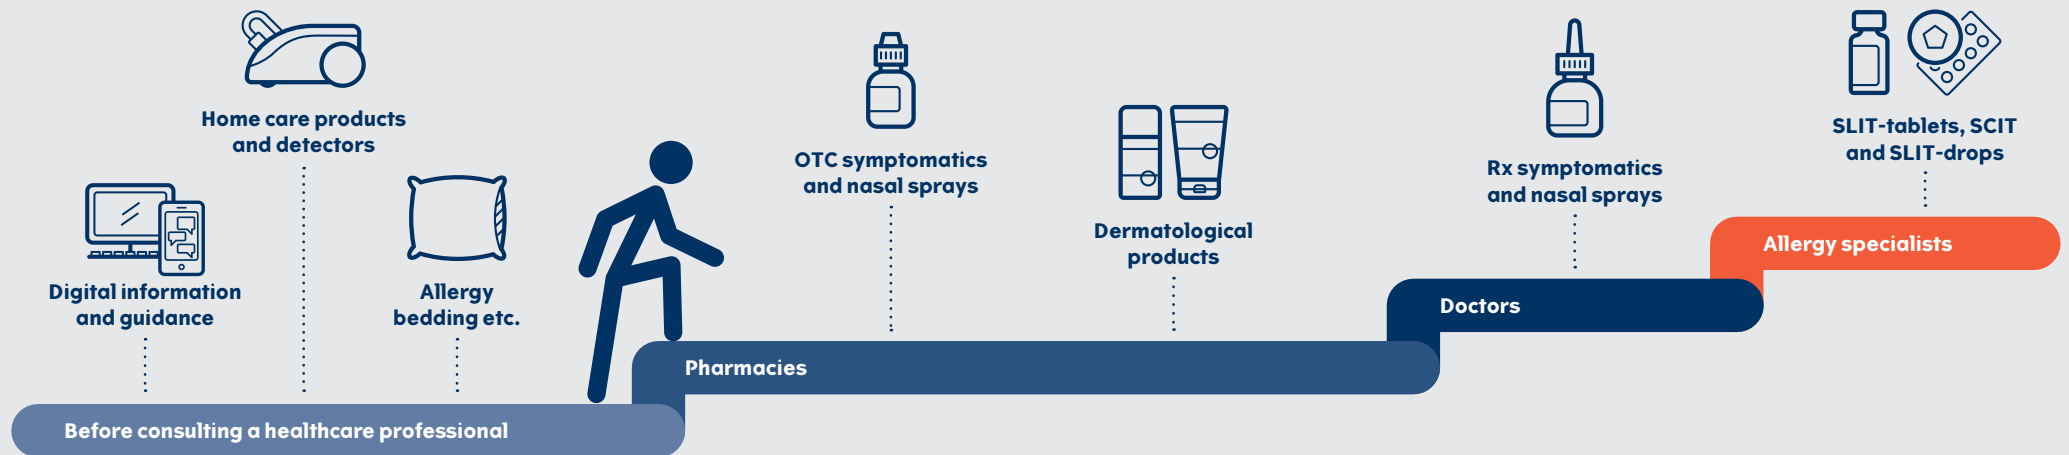 Home care products
and detectors
Digital information
and guidance
Allergy
bedding etc.
Before consulting a healthcare professional
OTC symptomatics
and nasal sprays
Dermatological
products
Pharmacies
Rx symptomatics
and nasal sprays
Doctors
SLIT-tablets, SCIT
and SLIT-drops
Allergy specialists